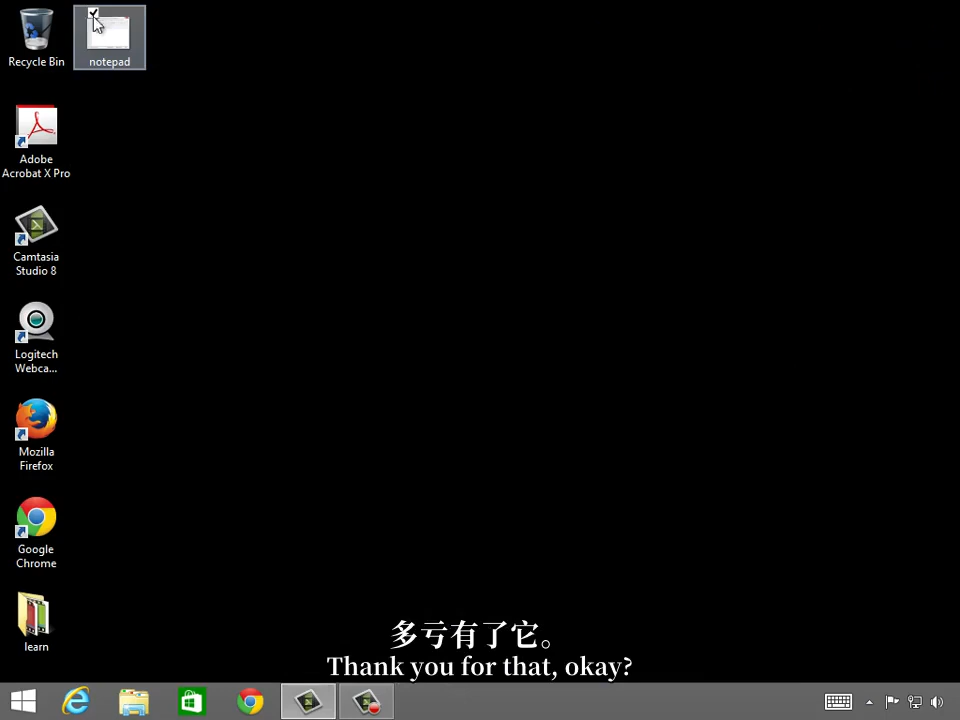 Recycle Bin
notepad
Adobe
Acrobat X Pro
Camtasia
Studio 8
Logitech
Webca...
Mozilla
Firefox
Google
Chrome
learn
多亏有了它。
Thank you for that, okay?